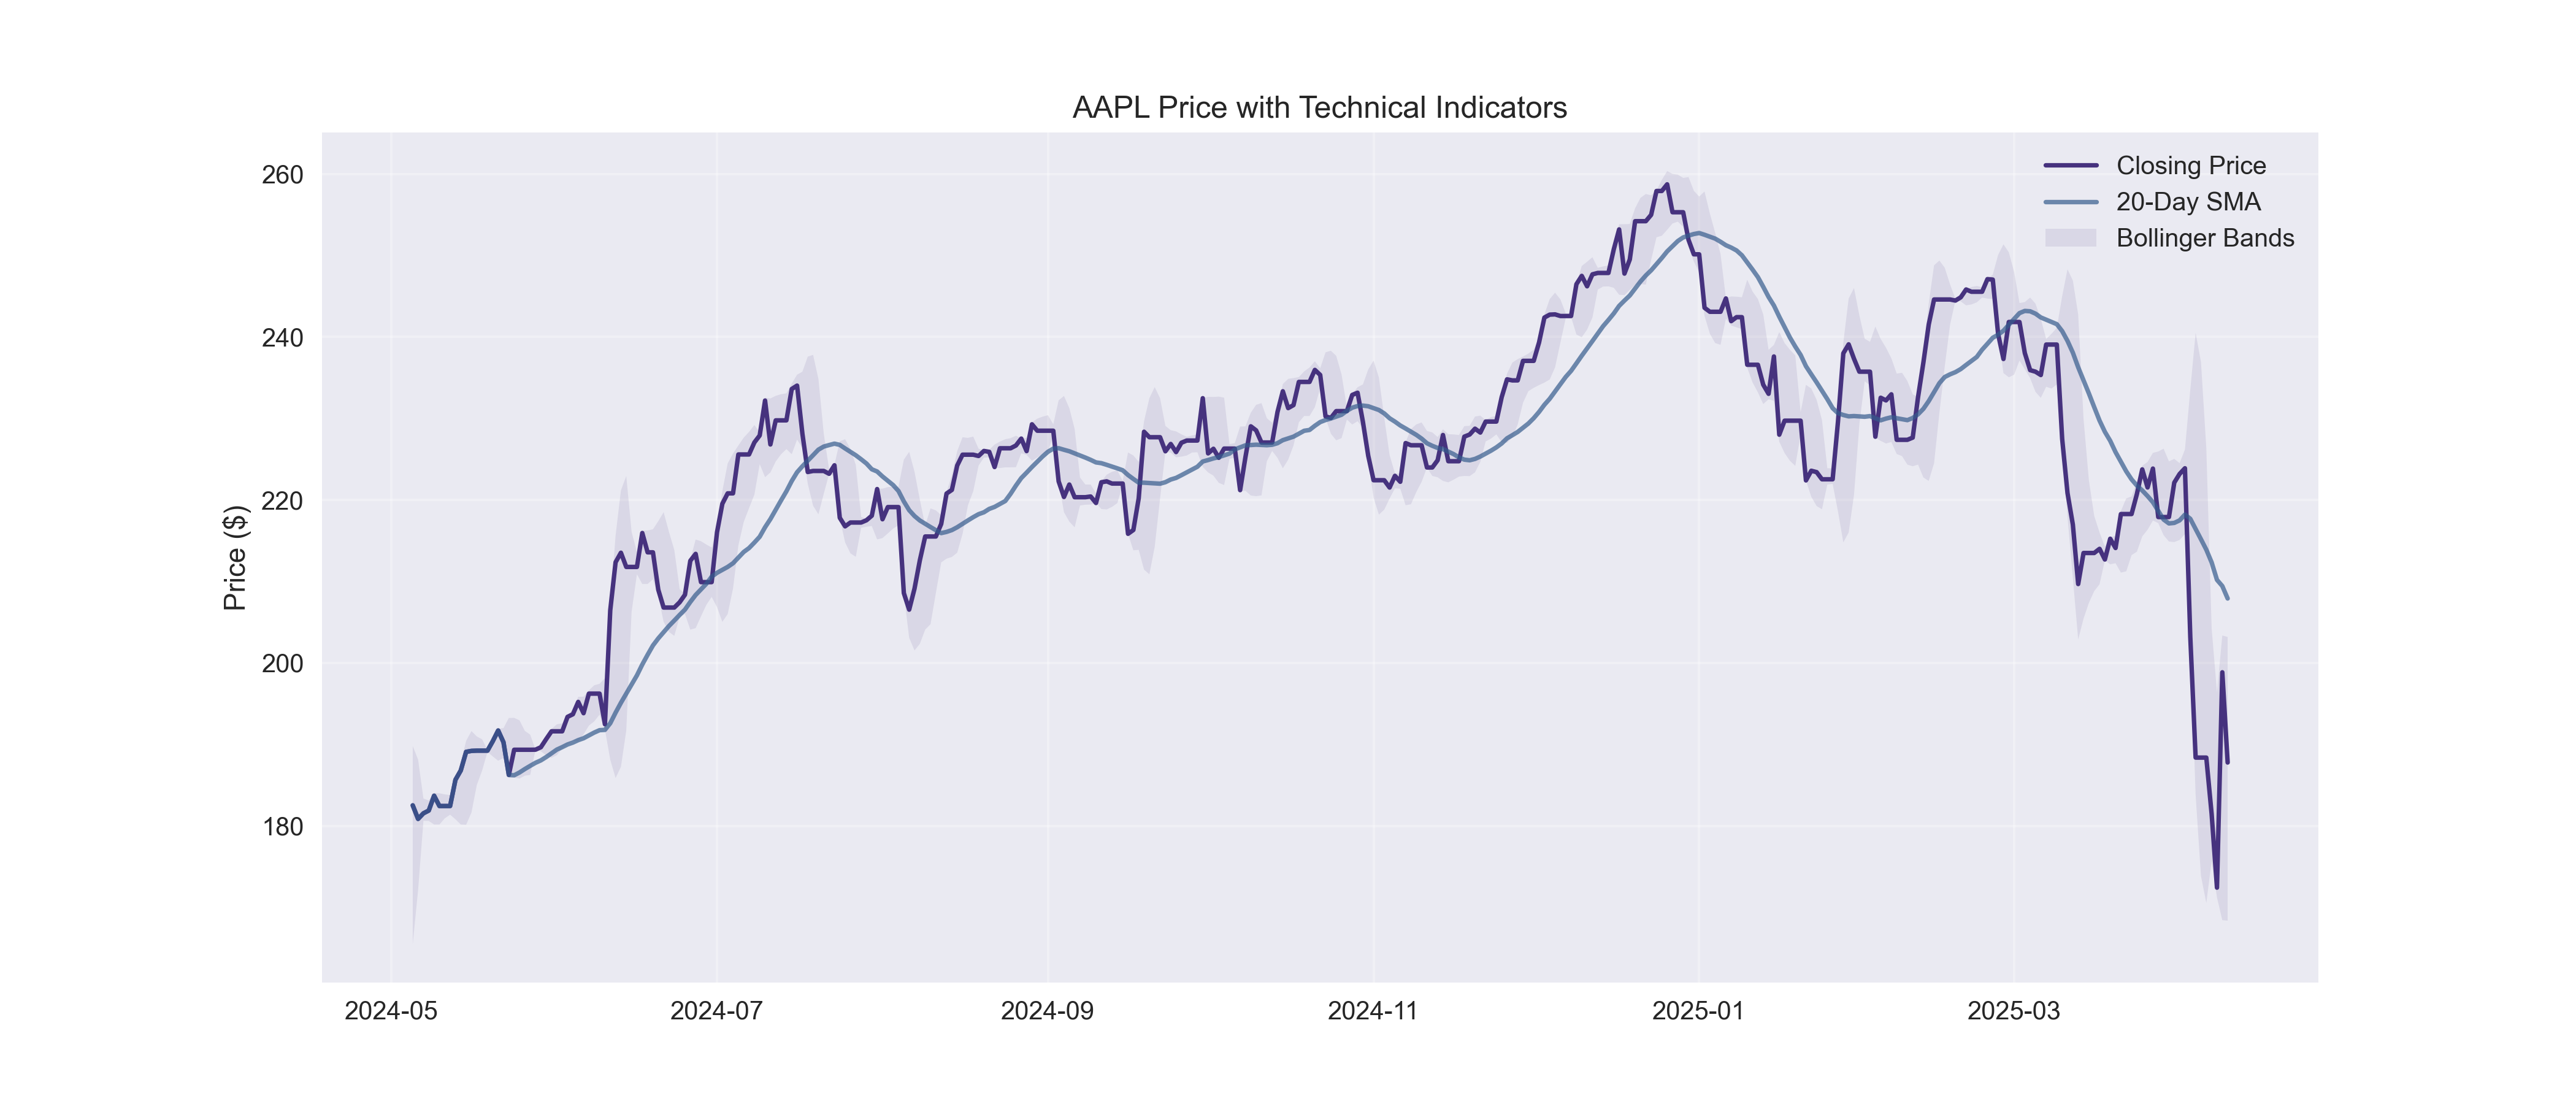 AAPL Price with Technical Indicators
Closing Price
20-Day SMA
Bollinger Bands
Price ($)
260
240
220
200
180
2024-05
2024-07
2024-09
2024-11
2025-01
2025-03